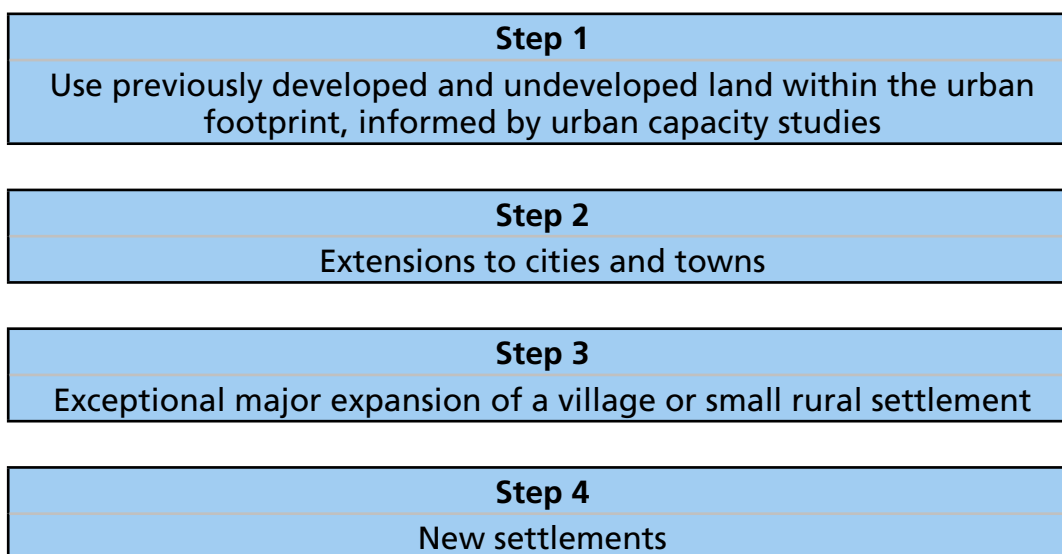 Step 1
Use previously developed and undeveloped land within the urban
footprint, informed by urban capacity studies
Step 2
Extensions to cities and towns
Step 3
Exceptional major expansion of a village or small rural settlement
Step 4
New settlements